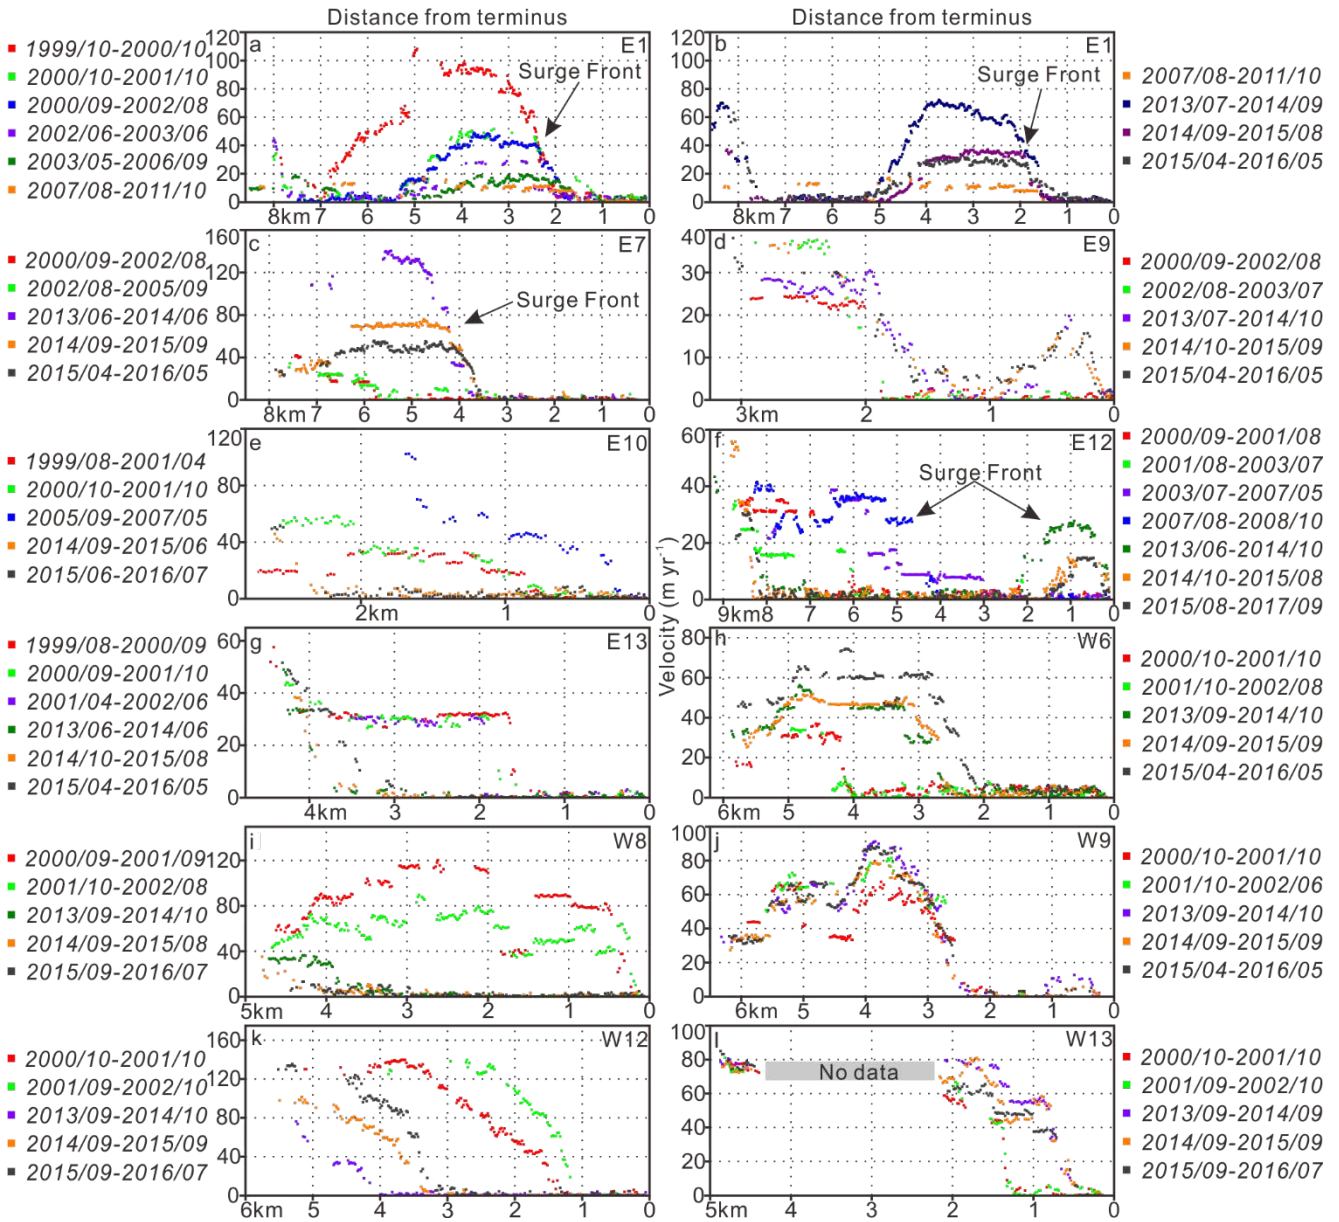 Distance from terminus
Distance from terminus
1999/10-2000/10
2000/10-2001/10
2000/09-2002/08
2002/06-2003/06
2003/05-2006/09
2007/08-2011/10
120
100
80
60
40
20
0
a
E1
Surge Front
8km 7 6 5 4 3 2 1 0
120
100
80
60
40
20
0
b
E1
Surge Front
8km 7 6 5 4 3 2 1 0
2007/08-2011/10
2013/07-2014/09
2014/09-2015/08
2015/04-2016/05
2000/09-2002/08
2002/08-2005/09
2013/06-2014/06
2014/09-2015/09
2015/04-2016/05
160
120
80
40
0
c
E7
Surge Front
8km 7 6 5 4 3 2 1 0
40
30
20
10
0
d
E9
3km 2 1 0
2000/09-2002/08
2002/08-2003/07
2013/07-2014/10
2014/10-2015/09
2015/04-2016/05
1999/08-2001/04
2000/10-2001/10
2005/09-2007/05
2014/09-2015/06
2015/06-2016/07
120
80
40
0
e
E10
2km 1 0
Velocity (m yr⁻¹)
60
40
20
0
f
E12
Surge Front
9km 8 7 6 5 4 3 2 1 0
2000/09-2001/08
2001/08-2003/07
2003/07-2007/05
2007/08-2008/10
2013/06-2014/10
2014/10-2015/08
2015/08-2017/09
1999/08-2000/09
2000/09-2001/10
2001/04-2002/06
2013/06-2014/06
2014/10-2015/08
2015/04-2016/05
60
40
20
0
g
E13
4km 3 2 1 0
80
60
40
20
0
h
W6
6km 5 4 3 2 1 0
2000/10-2001/10
2001/10-2002/08
2013/09-2014/10
2014/09-2015/09
2015/04-2016/05
2000/09-2001/09
2001/10-2002/08
2013/09-2014/10
2014/09-2015/08
2015/09-2016/07
120
80
40
0
i
W8
5km 4 3 2 1 0
100
80
60
40
20
0
j
W9
6km 5 4 3 2 1 0
2000/10-2001/10
2001/10-2002/06
2013/09-2014/10
2014/09-2015/09
2015/04-2016/05
2000/10-2001/10
2001/09-2002/10
2013/09-2014/10
2014/09-2015/09
2015/09-2016/07
160
120
80
40
0
k
W12
6km 5 4 3 2 1 0
100
80
60
40
20
0
l
W13
No data
5km 4 3 2 1 0
2000/10-2001/10
2001/09-2002/10
2013/09-2014/09
2014/09-2015/09
2015/09-2016/07